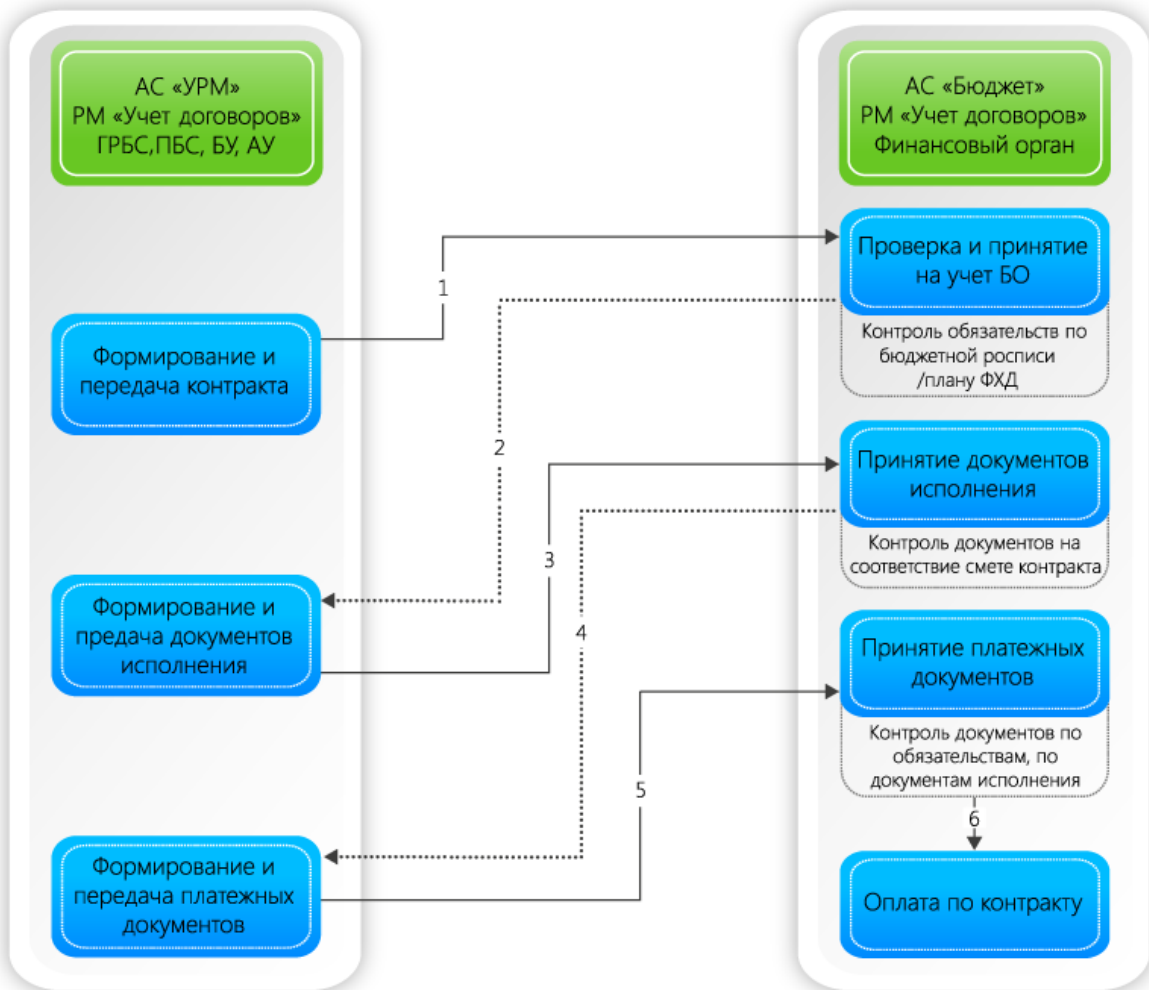 АС «УРМ»
РМ «Учет договоров»
ГРБС,ПБС, БУ, АУ
АС «Бюджет»
РМ «Учет договоров»
Финансовый орган
Проверка и принятие
на учет БО
Контроль обязательств по
бюджетной росписи
/плану ФХД
1
Формирование и
передача контракта
2
Принятие документов
исполнения
Контроль документов на
соответствие смете контракта
3
Формирование и
предача документов
исполнения
4
Принятие платежных
документов
Контроль документов по
обязательствам, по
документам исполнения
5
6
Формирование и
передача платежных
документов
Оплата по контракту